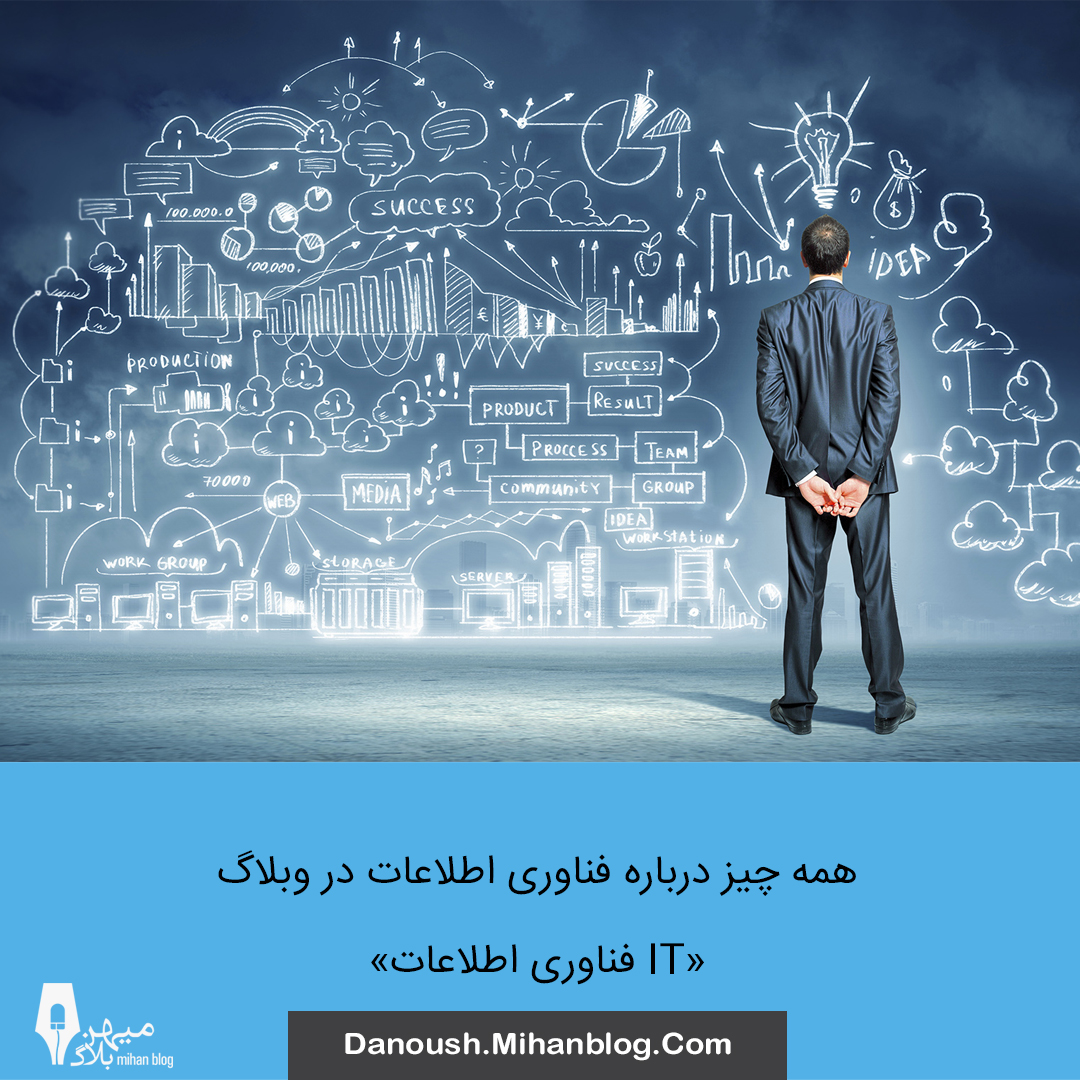 100.000.0
SUCCESS
100,000.
IDEA
PRODUCTION
SUCCESS
PRODUCT
RESULT
PROCCESS
TEAM
?
70000
WEB
MEDIA
COMMUNITY
GROUP
IDEA
WORKSTATION
WORK GROUP
STORAGE
SERVER
همه چیز درباره فناوری اطلاعات در وبلاگ
«IT فناوری اطلاعات»
میهن
بلاگ mihan blog
Danoush.Mihanblog.Com